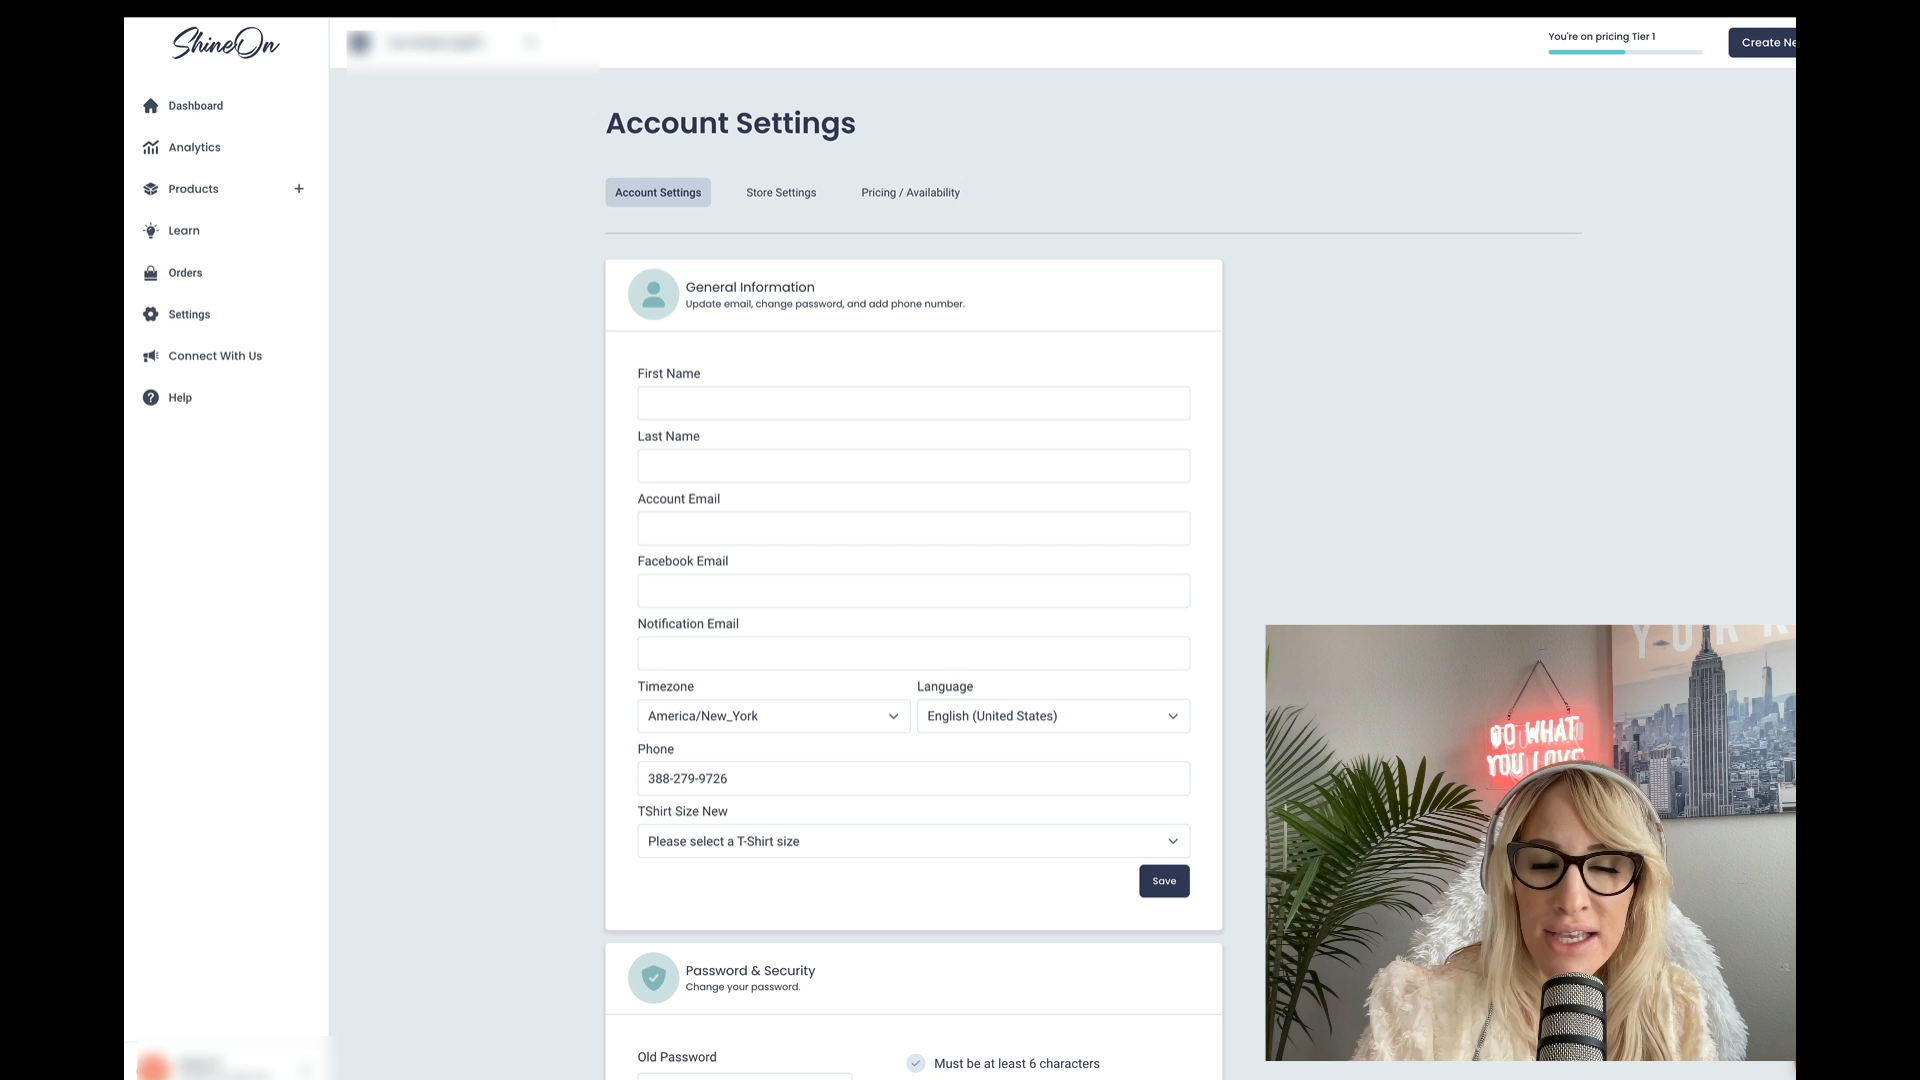 ShineOn
You're on pricing Tier 1
Create Ne
Dashboard
Analytics
Products
Learn
Orders
Settings
Connect With Us
Help
Account Settings
Account Settings
Store Settings
Pricing / Availability
General Information
Update email, change password, and add phone number.
First Name
Last Name
Account Email
Facebook Email
Notification Email
Timezone
Language
America/New_York
English (United States)
Phone
388-279-9726
TShirt Size New
Please select a T-Shirt size
Save
Password & Security
Change your password.
Old Password
Must be at least 6 characters
YORK
DO WHAT
YOU LOVE